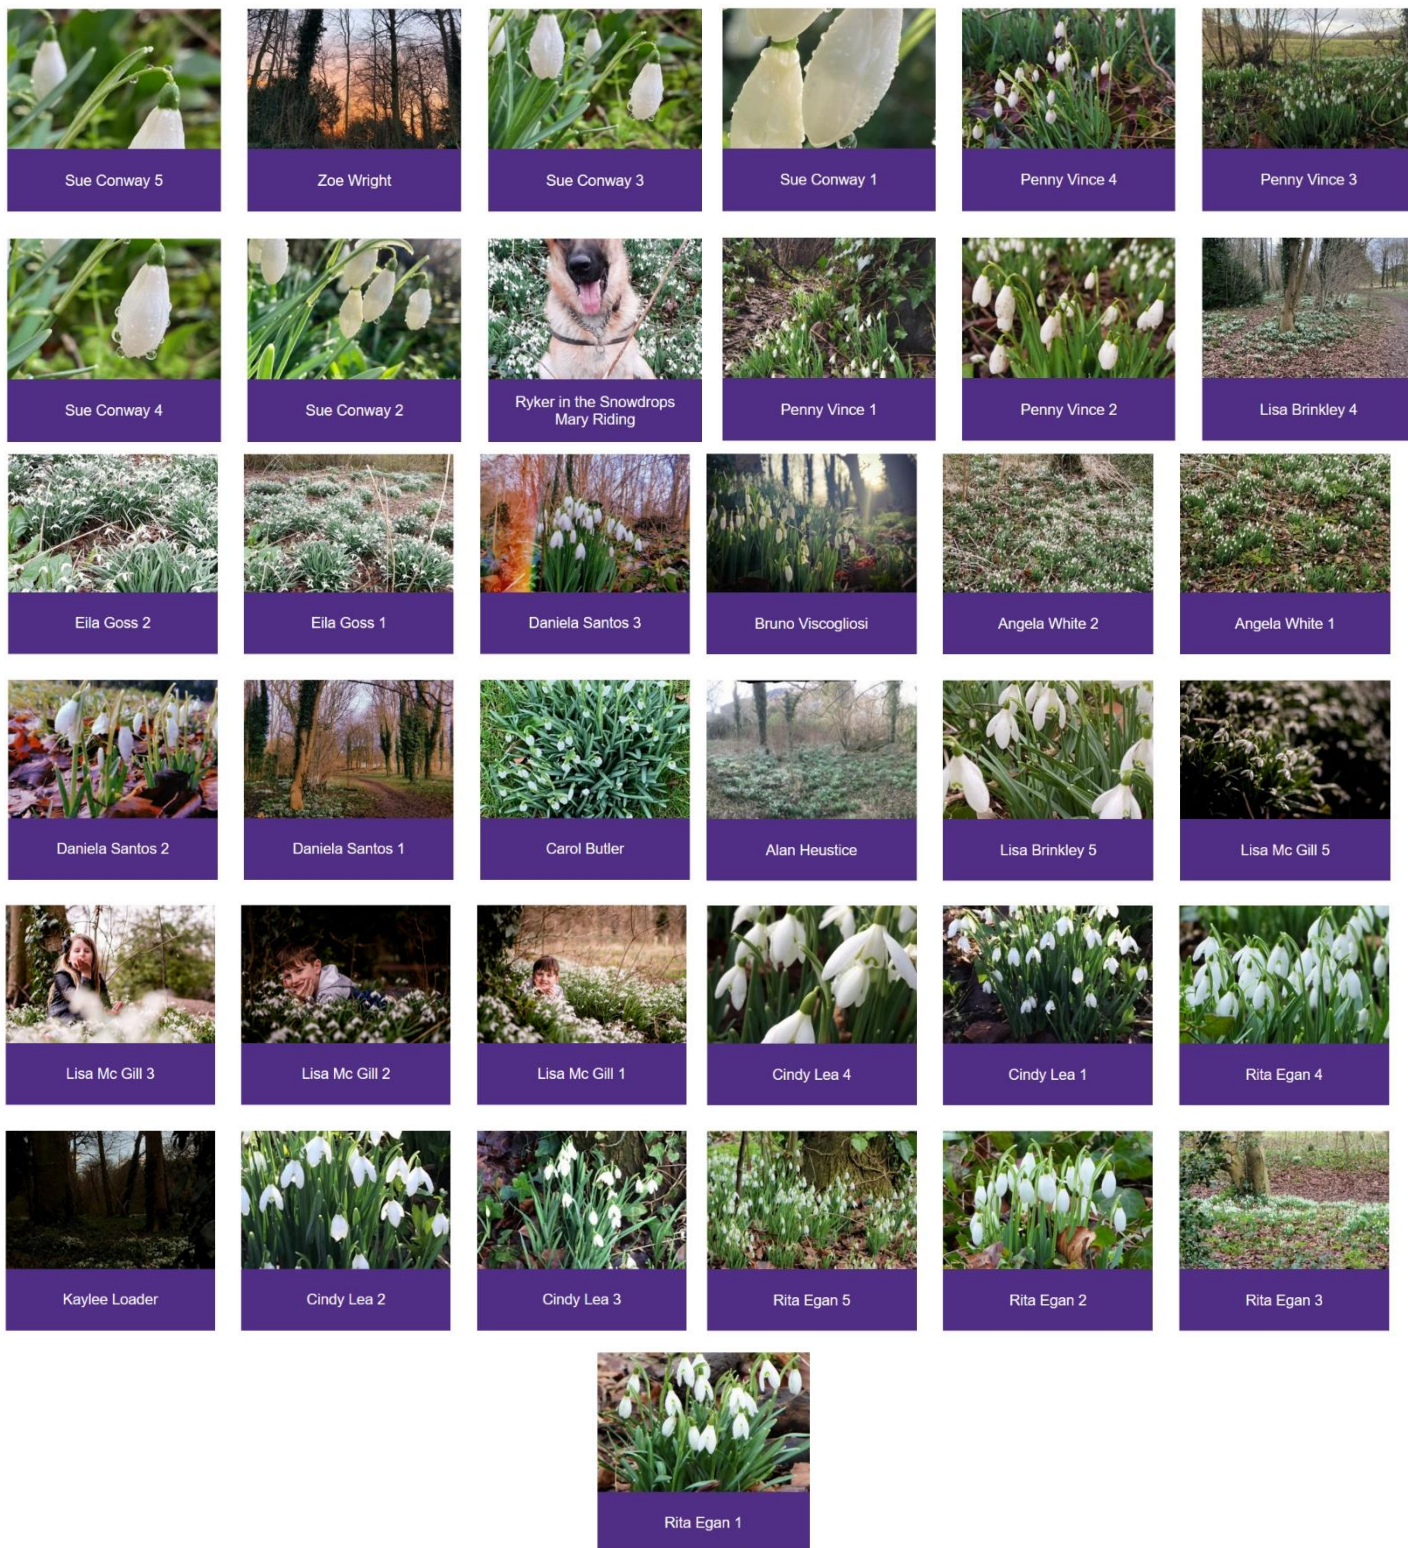 Sue Conway 5
Zoe Wright
Sue Conway 3
Sue Conway 1
Penny Vince 4
Penny Vince 3
Sue Conway 4
Sue Conway 2
Ryker in the Snowdrops
Mary Riding
Penny Vince 1
Penny Vince 2
Lisa Brinkley 4
Eila Goss 2
Eila Goss 1
Daniela Santos 3
Bruno Viscogliosi
Angela White 2
Angela White 1
Daniela Santos 2
Daniela Santos 1
Carol Butler
Alan Heustice
Lisa Brinkley 5
Lisa Mc Gill 5
Lisa Mc Gill 3
Lisa Mc Gill 2
Lisa Mc Gill 1
Cindy Lea 4
Cindy Lea 1
Rita Egan 4
Kaylee Loader
Cindy Lea 2
Cindy Lea 3
Rita Egan 5
Rita Egan 2
Rita Egan 3
Rita Egan 1